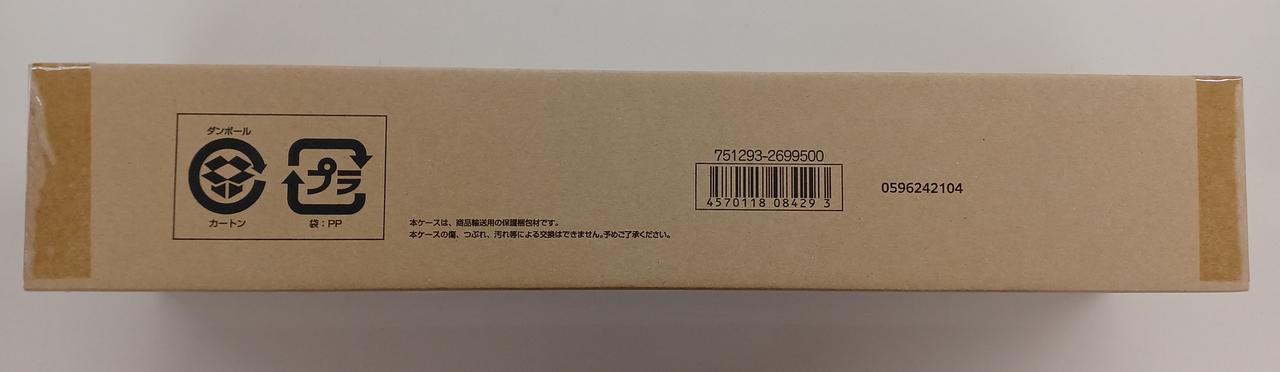 ダンボール
カートン
プラ
袋：PP
本ケースは、商品輸送用の保護梱包材です。
本ケースの傷、つぶれ、汚れ等による交換はできません。予めご了承ください。
751293-2699500
4570118 08429 3
0596242104